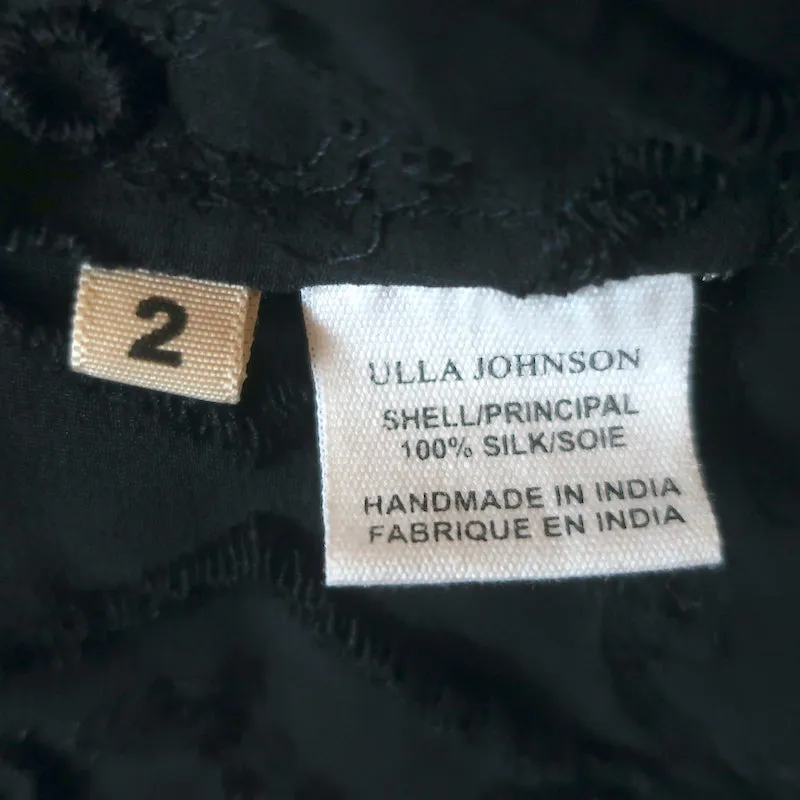 2
ULLA JOHNSON
SHELL/PRINCIPAL
100% SILK/SOIE
HANDMADE IN INDIA
FABRIQUE EN INDIA